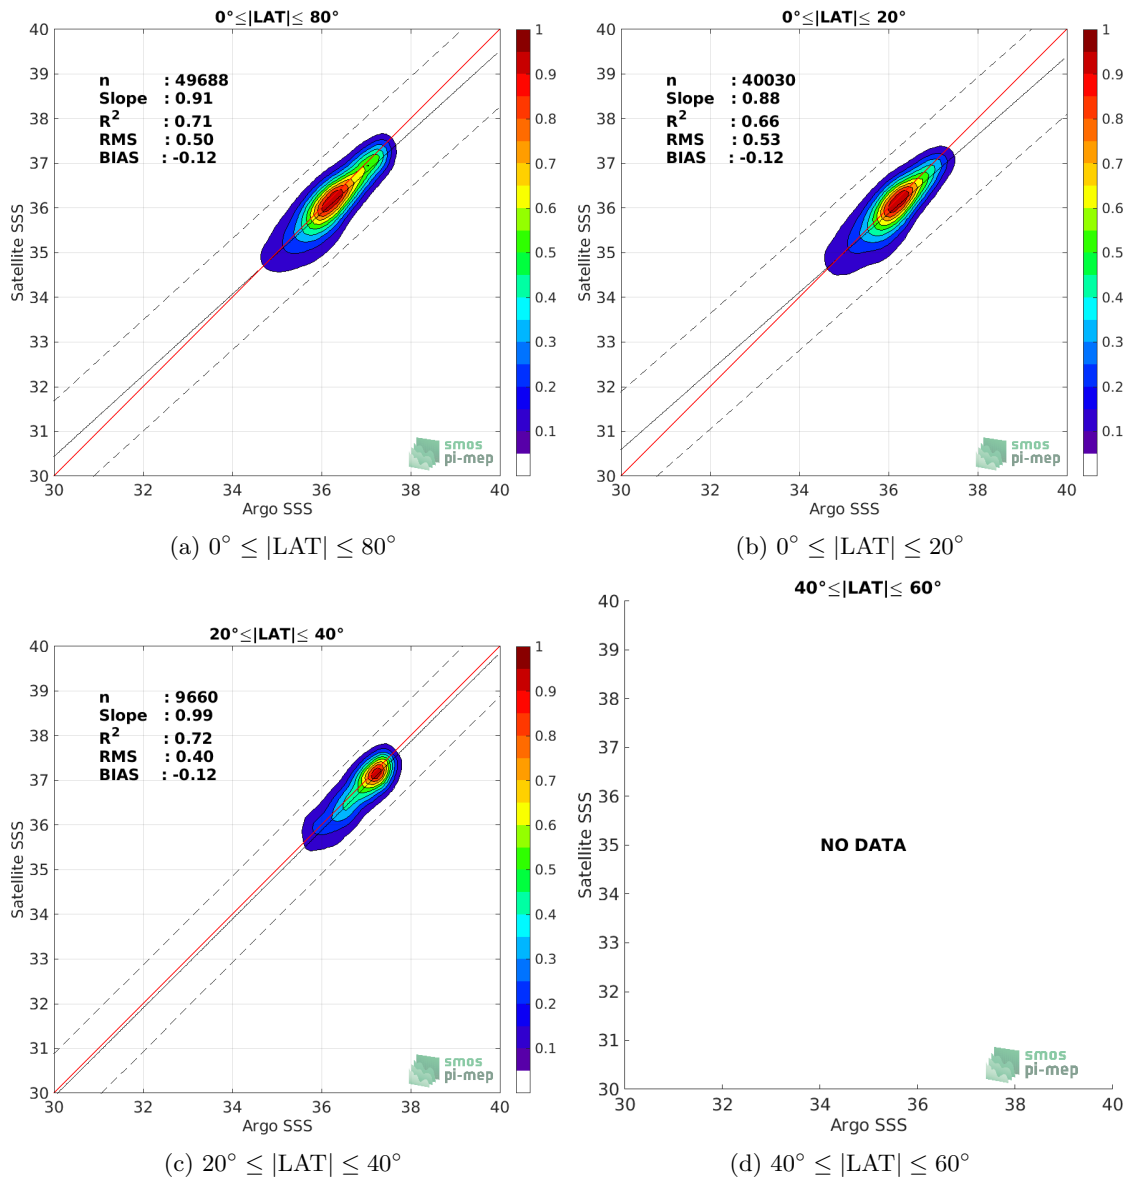 0°≤|LAT|≤ 80°
40
39
38
37
36
35
34
33
32
31
30
30
32
34
36
38
40
Satellite SSS
Argo SSS
n : 49688
Slope : 0.91
R² : 0.71
RMS : 0.50
BIAS : -0.12
1
0.9
0.8
0.7
0.6
0.5
0.4
0.3
0.2
0.1
smos
pi-mep
(a) 0° ≤ |LAT| ≤ 80°
0°≤|LAT|≤ 20°
40
39
38
37
36
35
34
33
32
31
30
30
32
34
36
38
40
Satellite SSS
Argo SSS
n : 40030
Slope : 0.88
R² : 0.66
RMS : 0.53
BIAS : -0.12
1
0.9
0.8
0.7
0.6
0.5
0.4
0.3
0.2
0.1
smos
pi-mep
(b) 0° ≤ |LAT| ≤ 20°
20°≤|LAT|≤ 40°
40
39
38
37
36
35
34
33
32
31
30
30
32
34
36
38
40
Satellite SSS
Argo SSS
n : 9660
Slope : 0.99
R² : 0.72
RMS : 0.40
BIAS : -0.12
1
0.9
0.8
0.7
0.6
0.5
0.4
0.3
0.2
0.1
smos
pi-mep
(c) 20° ≤ |LAT| ≤ 40°
40°≤|LAT|≤ 60°
40
39
38
37
36
35
34
33
32
31
30
30
32
34
36
38
40
Satellite SSS
Argo SSS
NO DATA
smos
pi-mep
(d) 40° ≤ |LAT| ≤ 60°